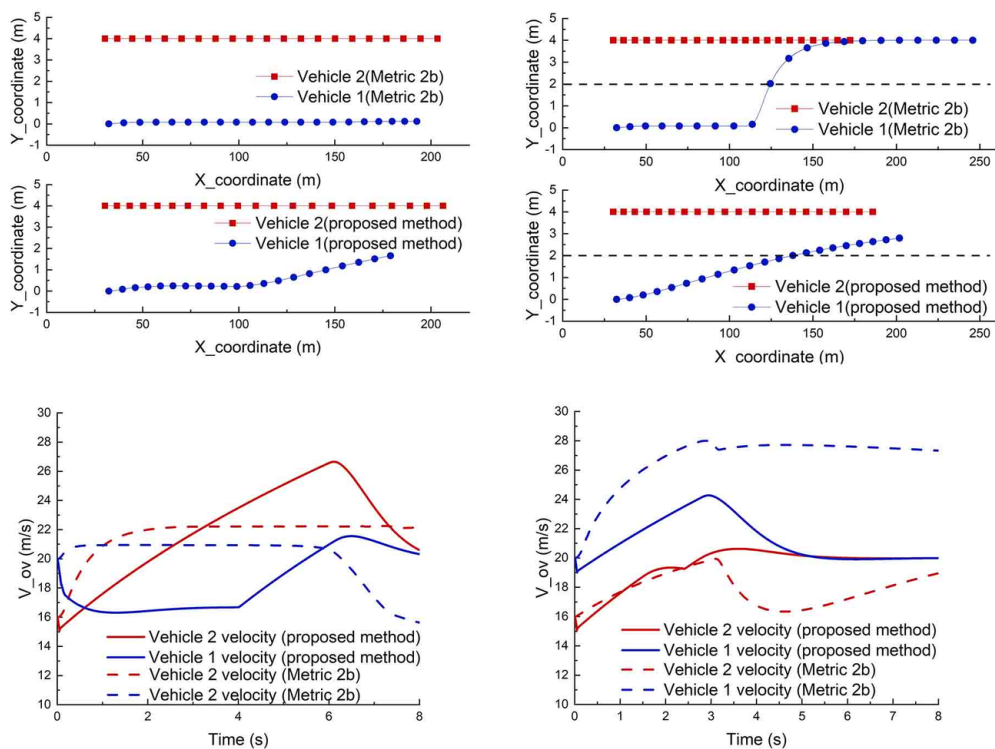 5
4
3
2
1
0
-1
Y_coordinate (m)
Vehicle 2(Metric 2b)
Vehicle 1(Metric 2b)
0 50 100 150 200
X_coordinate (m)
5
4
3
2
1
0
-1
Y_coordinate (m)
Vehicle 2(proposed method)
Vehicle 1(proposed method)
0 50 100 150 200
X_coordinate (m)
5
4
3
2
1
0
-1
Y_coordinate (m)
Vehicle 2(Metric 2b)
Vehicle 1(Metric 2b)
0 50 100 150 200 250
X_coordinate (m)
5
4
3
2
1
0
-1
Y_coordinate (m)
Vehicle 2(proposed method)
Vehicle 1(proposed method)
0 50 100 150 200 250
X_coordinate (m)
30
28
26
24
22
20
18
16
14
12
10
V_ov (m/s)
Vehicle 2 velocity (proposed method)
Vehicle 1 velocity (proposed method)
Vehicle 2 velocity (Metric 2b)
Vehicle 2 velocity (Metric 2b)
0 2 4 6 8
Time (s)
30
28
26
24
22
20
18
16
14
12
10
V_ov (m/s)
Vehicle 2 velocity (proposed method)
Vehicle 1 velocity (proposed method)
Vehicle 2 velocity (Metric 2b)
Vehicle 1 velocity (Metric 2b)
0 1 2 3 4 5 6 7 8
Time (s)